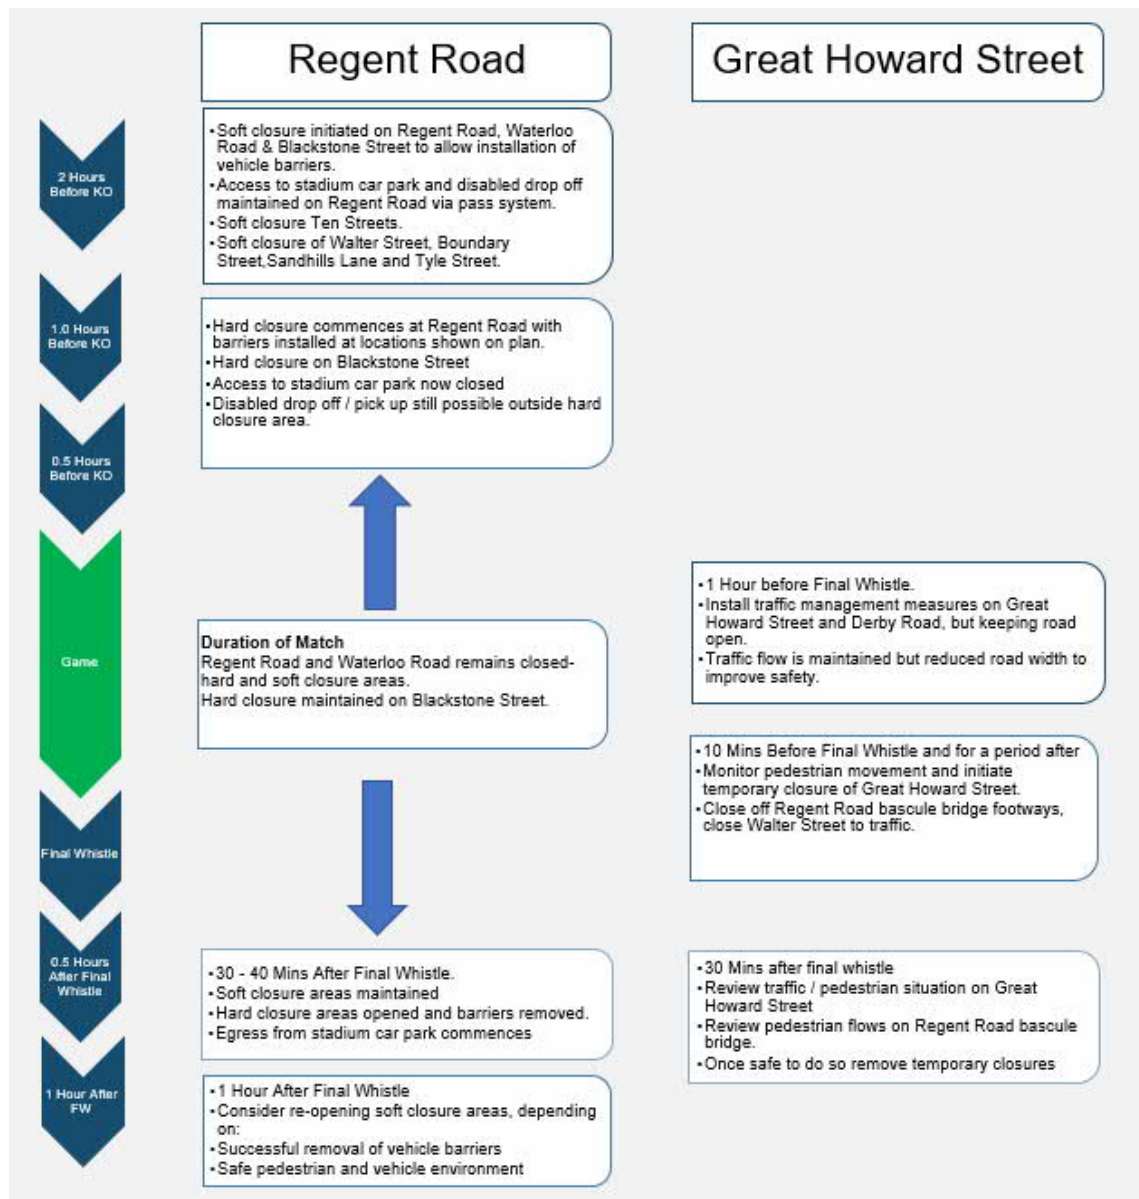 Regent Road
Great Howard Street
2 Hours
Before KO
•Soft closure initiated on Regent Road, Waterloo
Road & Blackstone Street to allow installation of
vehicle barriers.
•Access to stadium car park and disabled drop off
maintained on Regent Road via pass system.
•Soft closure Ten Streets.
•Soft closure of Walter Street, Boundary
Street,Sandhills Lane and Tyle Street.
1.0 Hours
Before KO
•Hard closure commences at Regent Road with
barriers installed at locations shown on plan.
•Hard closure on Blackstone Street
•Access to stadium car park now closed
•Disabled drop off / pick up still possible outside hard
closure area.
0.5 Hours
Before KO
Game
Duration of Match
Regent Road and Waterloo Road remains closed-
hard and soft closure areas.
Hard closure maintained on Blackstone Street.
•1 Hour before Final Whistle.
•Install traffic management measures on Great
Howard Street and Derby Road, but keeping road
open.
•Traffic flow is maintained but reduced road width to
improve safety.
•10 Mins Before Final Whistle and for a period after
•Monitor pedestrian movement and initiate
temporary closure of Great Howard Street.
•Close off Regent Road bascule bridge footways,
close Walter Street to traffic.
Final Whistle
0.5 Hours
After Final
Whistle
•30 - 40 Mins After Final Whistle.
•Soft closure areas maintained
•Hard closure areas opened and barriers removed.
•Egress from stadium car park commences
•30 Mins after final whistle
•Review traffic / pedestrian situation on Great
Howard Street
•Review pedestrian flows on Regent Road bascule
bridge.
•Once safe to do so remove temporary closures
1 Hour After
FW
•1 Hour After Final Whistle
•Consider re-opening soft closure areas, depending
on:
•Successful removal of vehicle barriers
•Safe pedestrian and vehicle environment